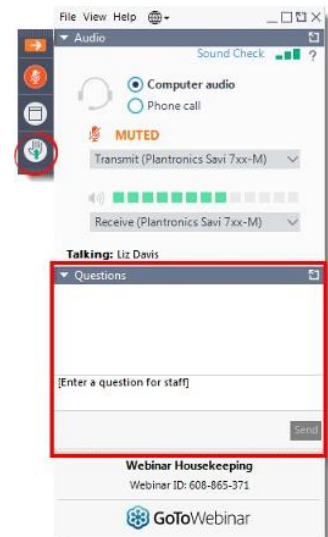 File View Help
Audio
Sound Check ?
Computer audio
Phone call
MUTED
Transmit (Plantronics Savi 7xx-M)
Receive (Plantronics Savi 7xx-M)
Talking: Liz Davis
Questions
[Enter a question for staff]
Send
Webinar Housekeeping
Webinar ID: 608-865-371
GoToWebinar